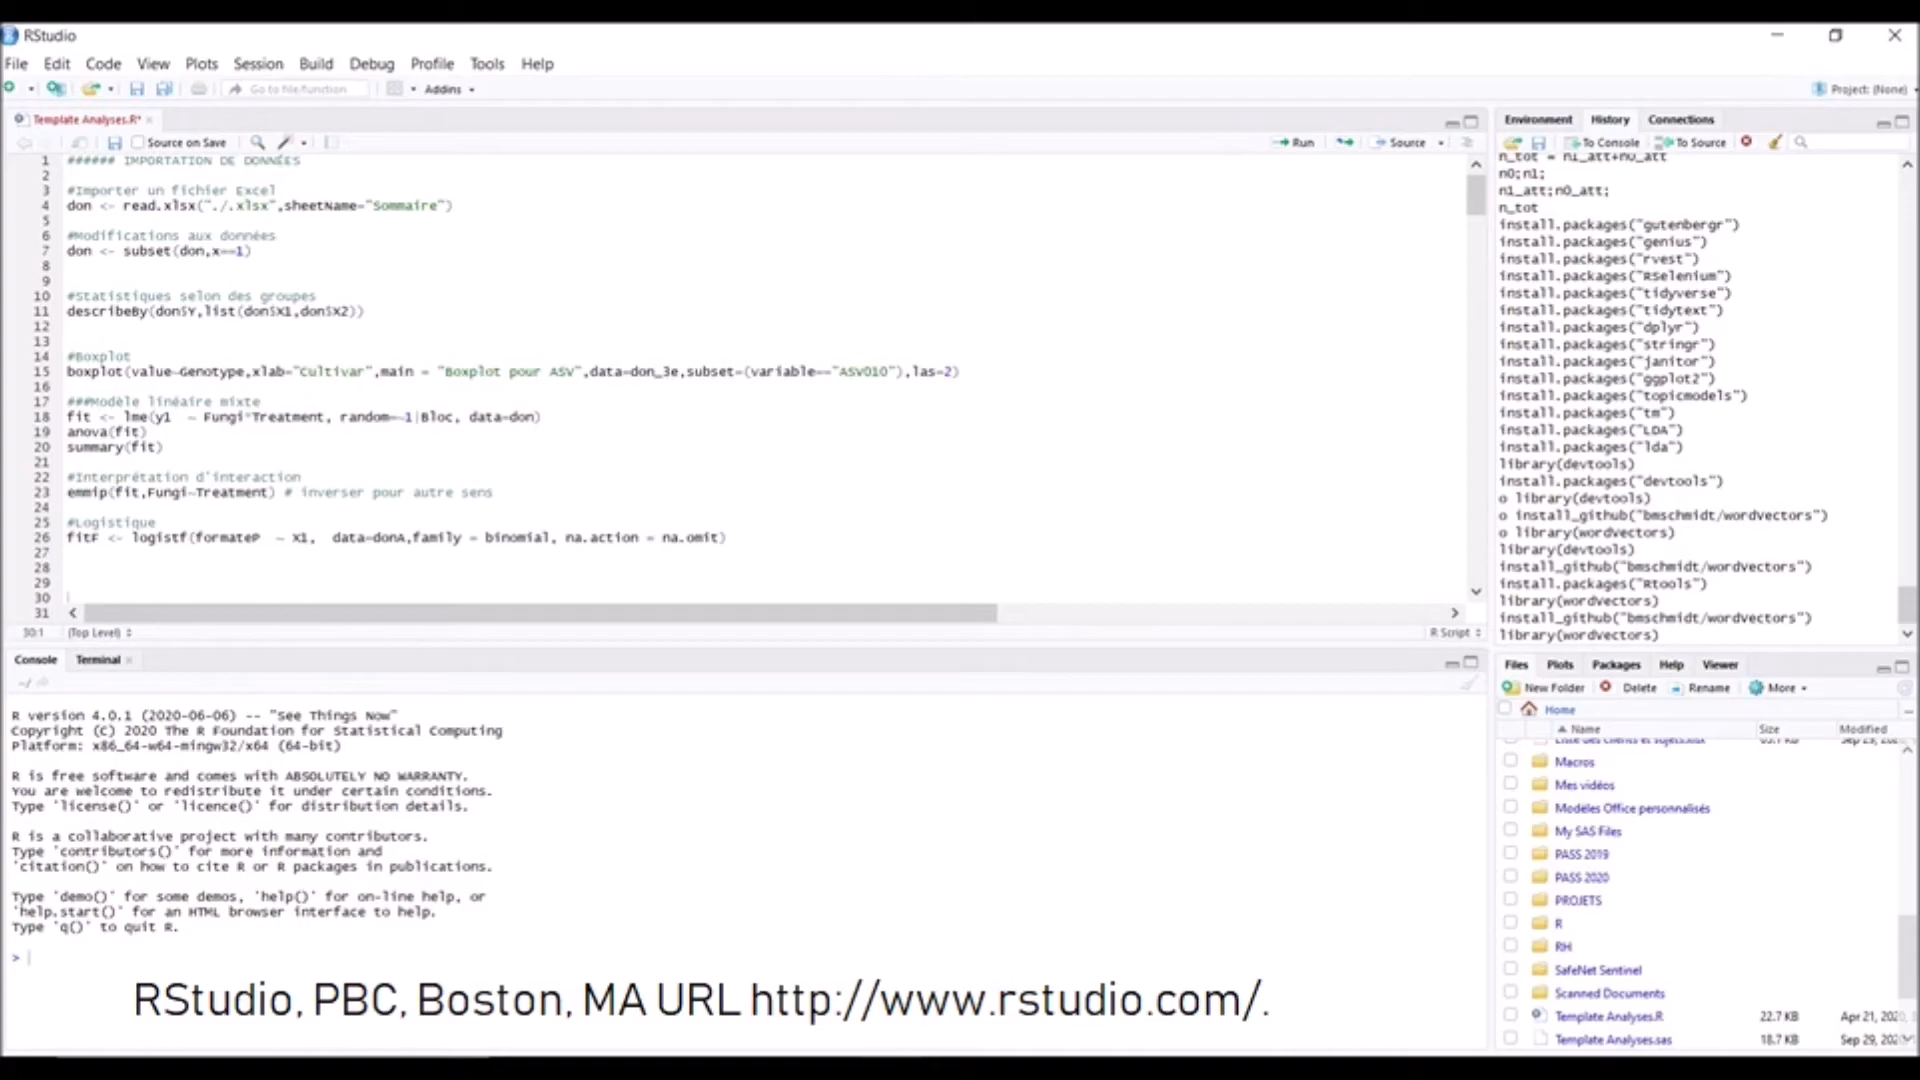 RStudio
File Edit Code View Plots Session Build Debug Profile Tools Help
Go to file/function Addins Project: (None)
Template Analyses.R*
Source on Save Run Source
1 ###### IMPORTATION DE DONNÉES
2
3 #Importer un fichier Excel
4 don <- read.xlsx("./.xlsx",sheetName="Sommaire")
5
6 #Modifications aux données
7 don <- subset(don,x==1)
8
9
10 #Statistiques selon des groupes
11 describeBy(don$Y,list(don$X1,don$X2))
12
13
14 #Boxplot
15 boxplot(value~Genotype,xlab="Cultivar",main = "Boxplot pour ASV",data=don_3e,subset=(variable=="ASV010"),las=2)
16
17 ###Modèle linéaire mixte
18 fit <- lme(y1 ~ Fungi*Treatment, random=~1|Bloc, data=don)
19 anova(fit)
20 summary(fit)
21
22 #Interprétation d'interaction
23 emmip(fit,Fungi~Treatment) # inverser pour autre sens
24
25 #Logistique
26 fitF <- logistf(formateP ~ X1, data=donA,family = binomial, na.action = na.omit)
27
28
29
30
31
30:1 (Top Level) R Script
Console Terminal
~/
R version 4.0.1 (2020-06-06) -- "See Things Now"
Copyright (C) 2020 The R Foundation for Statistical Computing
Platform: x86_64-w64-mingw32/x64 (64-bit)
R is free software and comes with ABSOLUTELY NO WARRANTY.
You are welcome to redistribute it under certain conditions.
Type 'license()' or 'licence()' for distribution details.
R is a collaborative project with many contributors.
Type 'contributors()' for more information and
'citation()' on how to cite R or R packages in publications.
Type 'demo()' for some demos, 'help()' for on-line help, or
'help.start()' for an HTML browser interface to help.
Type 'q()' to quit R.
>
RStudio, PBC, Boston, MA URL http://www.rstudio.com/.
Environment History Connections
To Console To Source
n_tot = n1_att+n0_att
n0;n1;
n1_att;n0_att;
n_tot
install.packages("gutenbergr")
install.packages("genius")
install.packages("rvest")
install.packages("RSelenium")
install.packages("tidyverse")
install.packages("tidytext")
install.packages("dplyr")
install.packages("stringr")
install.packages("janitor")
install.packages("ggplot2")
install.packages("topicmodels")
install.packages("tm")
install.packages("LDA")
install.packages("lda")
library(devtools)
install.packages("devtools")
o library(devtools)
o install_github("bmschmidt/wordvectors")
o library(wordvectors)
library(devtools)
install_github("bmschmidt/wordvectors")
install.packages("Rtools")
library(wordvectors)
install_github("bmschmidt/wordvectors")
library(wordvectors)
Files Plots Packages Help Viewer
New Folder Delete Rename More
Home
Name Size Modified
Liste des clients et sujets.xlsx
Macros
Mes vidéos
Modèles Office personnalisés
My SAS Files
PASS 2019
PASS 2020
PROJETS
R
RH
SafeNet Sentinel
Scanned Documents
Template Analyses.R 22.7 KB Apr 21, 2020,
Template Analyses.sas 18.7 KB Sep 29, 202